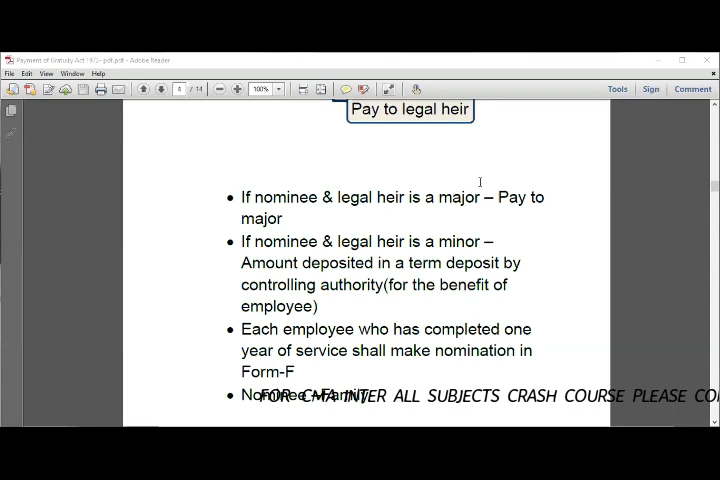 Payment of Gratuity Act 1972- pdf.pdf - Adobe Reader
File Edit View Window Help
4 / 14 100% Tools Sign Comment
Pay to legal heir
• If nominee & legal heir is a major – Pay to
major
• If nominee & legal heir is a minor –
Amount deposited in a term deposit by
controlling authority(for the benefit of
employee)
• Each employee who has completed one
year of service shall make nomination in
Form-F
• Nominee –Family
FOR CMA INTER ALL SUBJECTS CRASH COURSE PLEASE CO